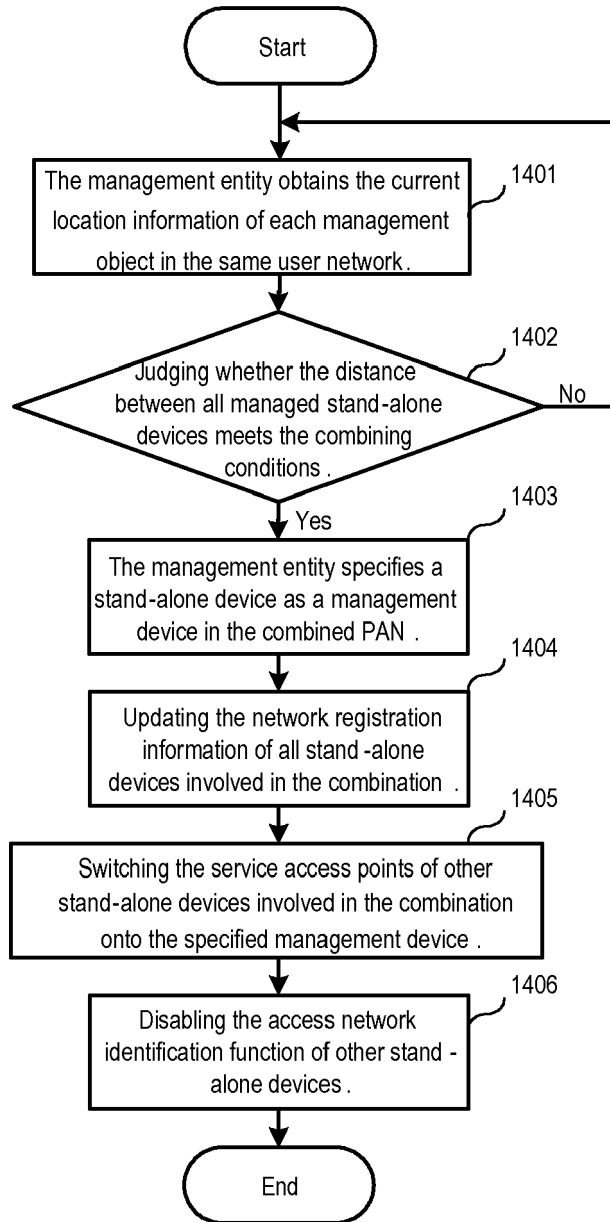 Start
The management entity obtains the current
location information of each management
object in the same user network .
1401
Judging whether the distance
between all managed stand-alone
devices meets the combining
conditions .
1402
No
Yes
The management entity specifies a
stand-alone device as a management
device in the combined PAN .
1403
Updating the network registration
information of all stand -alone
devices involved in the combination .
1404
Switching the service access points of other
stand-alone devices involved in the combination
onto the specified management device .
1405
Disabling the access network
identification function of other stand -
alone devices .
1406
End